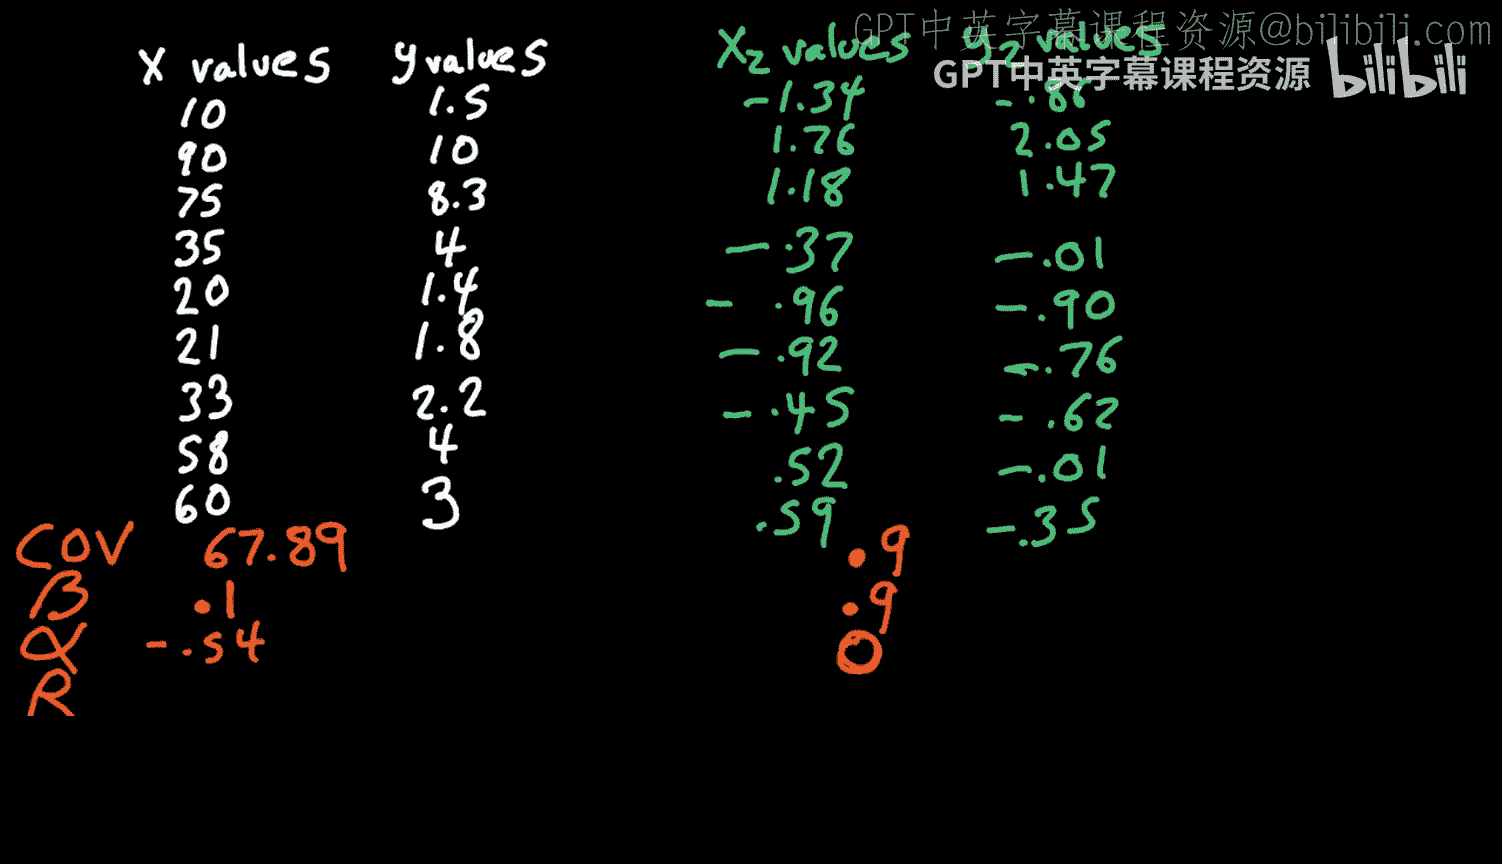 GPT中英字幕课程资源@bilibili.com
GPT中英字幕课程资源 bilibili
x values y values x₂ values y₂ values
10 1.5 -1.34 -.86
90 10 1.76 2.05
75 8.3 1.18 1.47
35 4 -.37 -.01
20 1.4 -.96 -.90
21 1.8 -.92 -.76
33 2.2 -.45 -.62
58 4 .52 -.01
60 3 .59 -.35
COV 67.89 .9
β .1 .9
α -.54 0
R